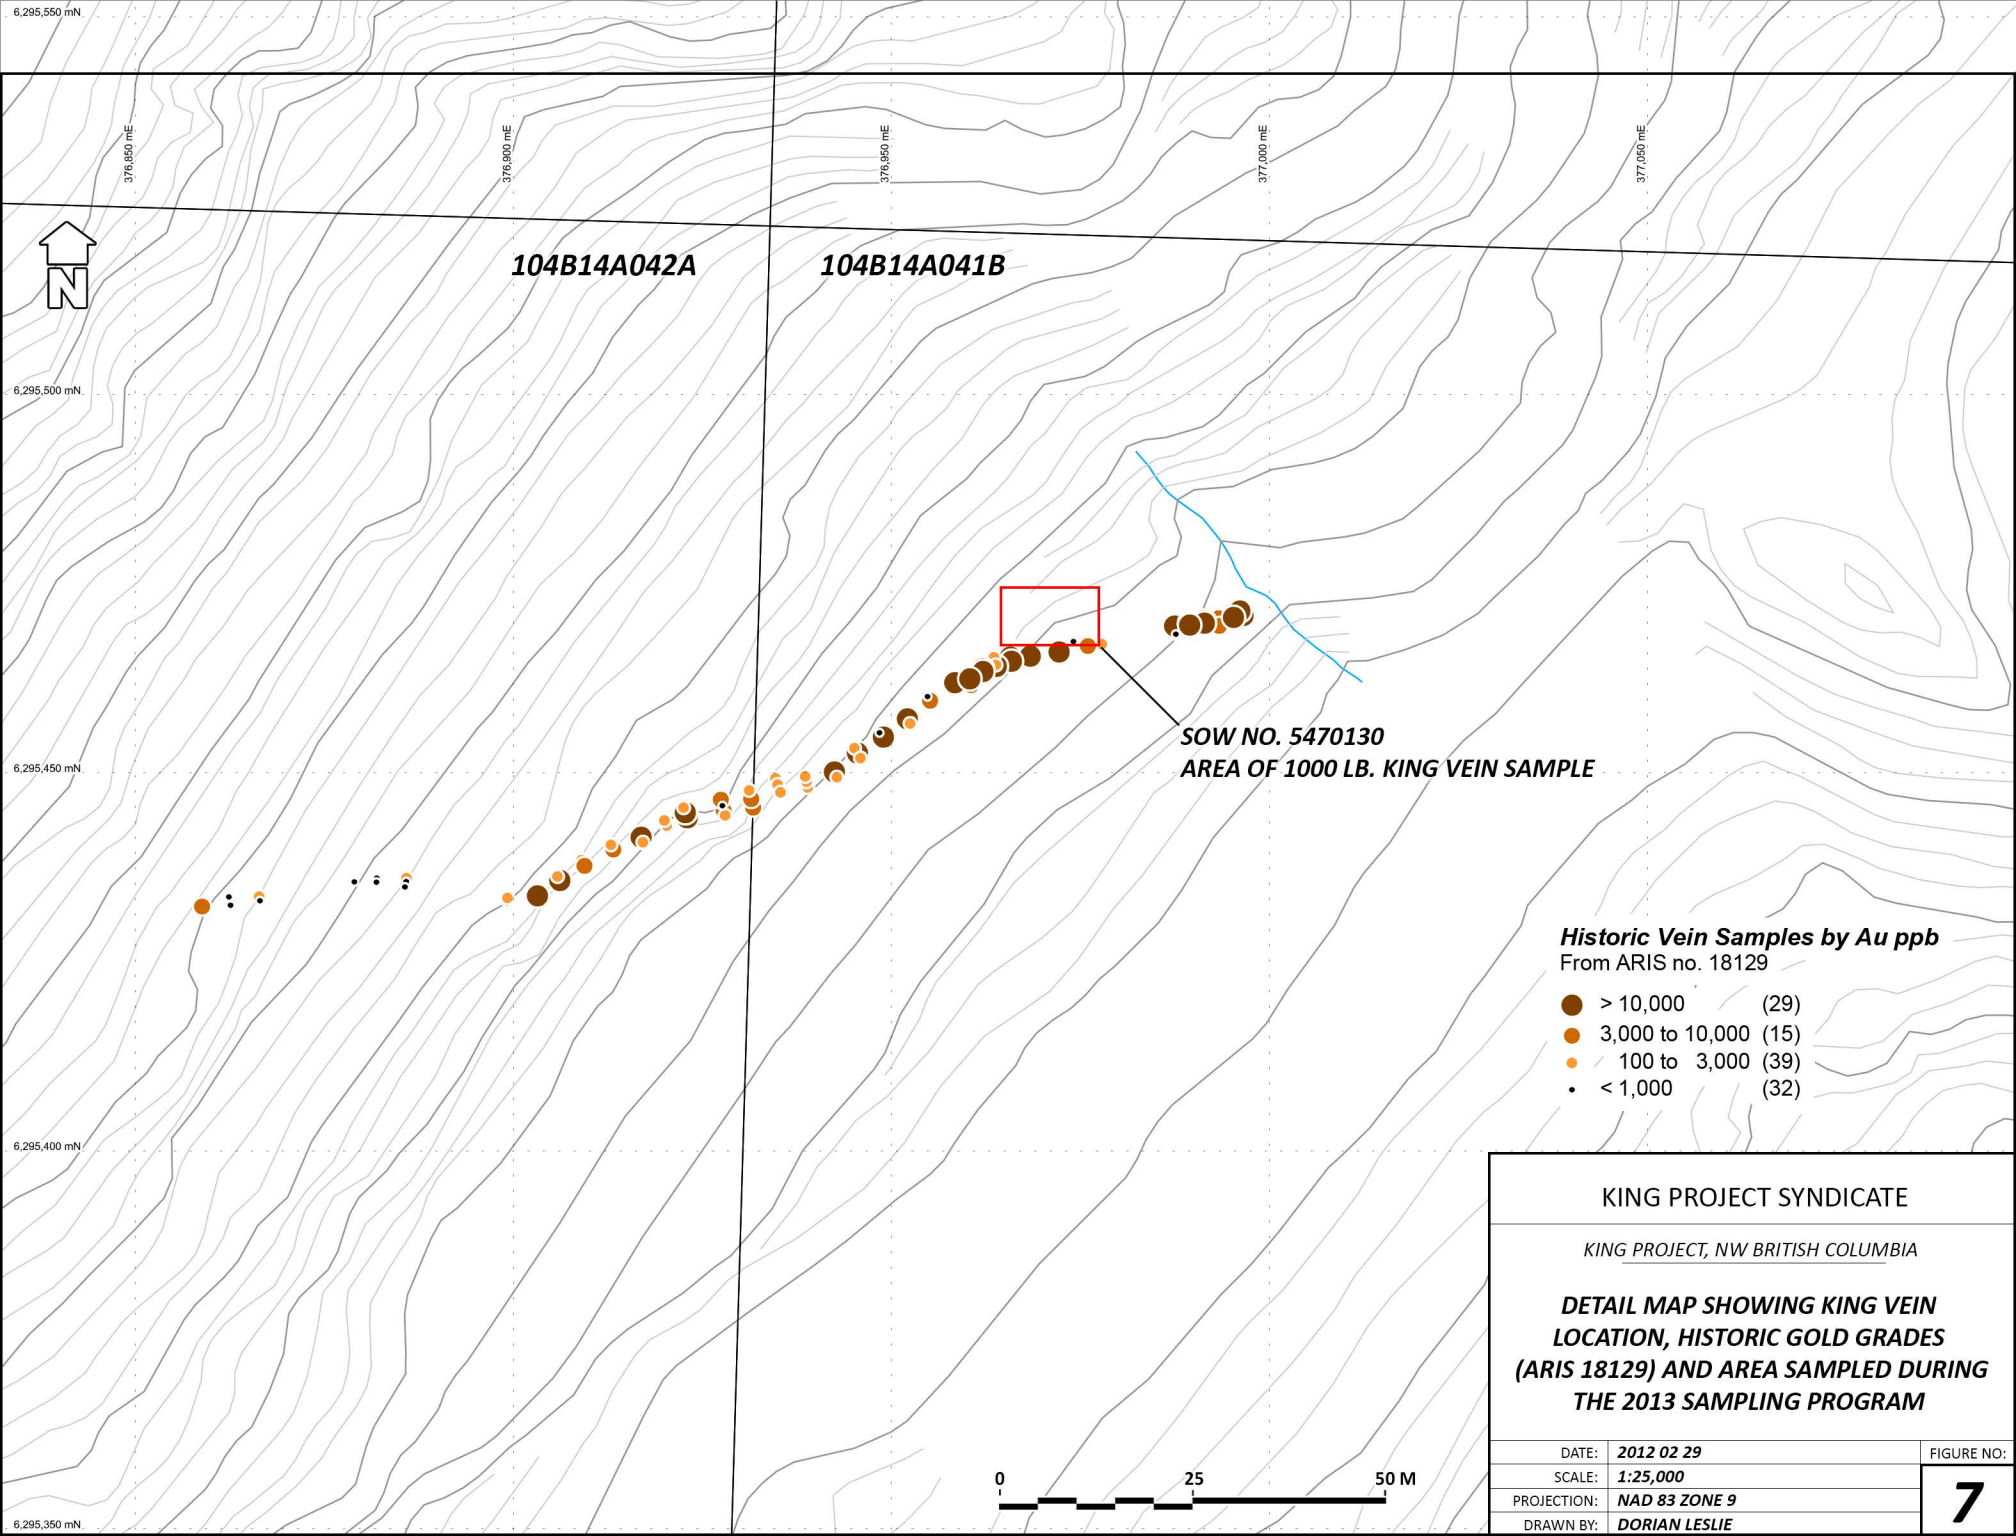 6,295,550 mN
376,850 mE
376,900 mE
376,950 mE
377,000 mE
377,050 mE
N
104B14A042A
104B14A041B
6,295,500 mN
SOW NO. 5470130
AREA OF 1000 LB. KING VEIN SAMPLE
6,295,450 mN
Historic Vein Samples by Au ppb
From ARIS no. 18129
> 10,000 (29)
3,000 to 10,000 (15)
100 to 3,000 (39)
< 1,000 (32)
6,295,400 mN
KING PROJECT SYNDICATE
KING PROJECT, NW BRITISH COLUMBIA
DETAIL MAP SHOWING KING VEIN
LOCATION, HISTORIC GOLD GRADES
(ARIS 18129) AND AREA SAMPLED DURING
THE 2013 SAMPLING PROGRAM
DATE: 2012 02 29
SCALE: 1:25,000
PROJECTION: NAD 83 ZONE 9
DRAWN BY: DORIAN LESLIE
FIGURE NO:
7
0 25 50 M
6,295,350 mN